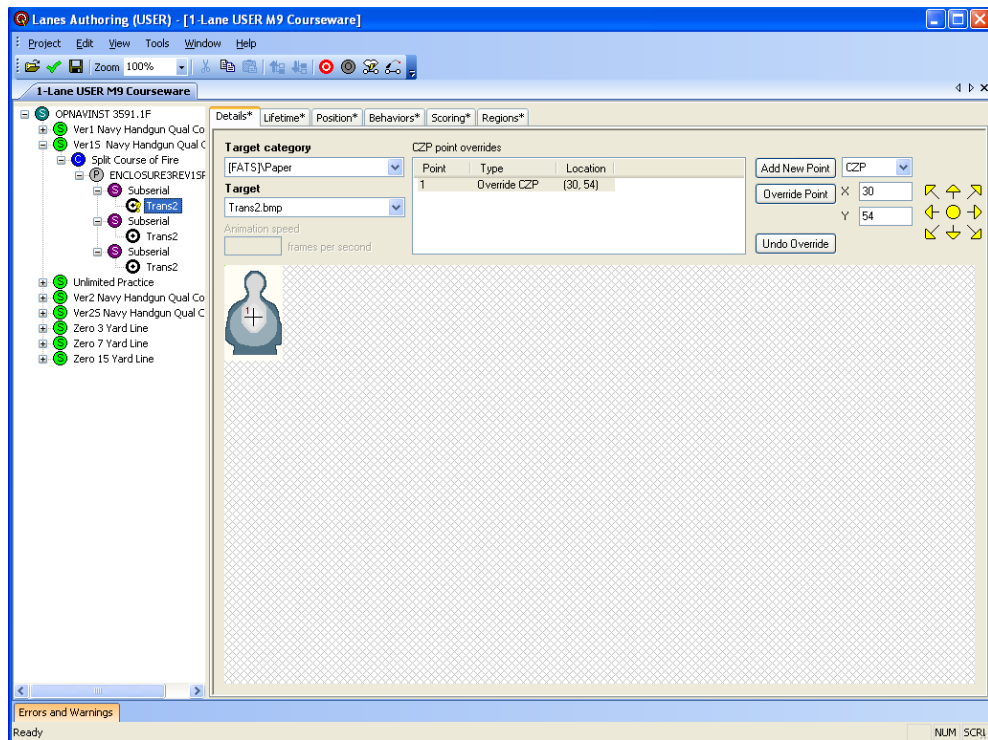 Lanes Authoring (USER) - [1-Lane USER M9 Courseware]
Project Edit View Tools Window Help
Zoom 100%
1-Lane USER M9 Courseware
OPNAVINST 3591.1F
Ver1 Navy Handgun Qual Co
Ver1S Navy Handgun Qual C
Split Course of Fire
ENCLOSURE3REV1SF
Subserial
Trans2
Subserial
Trans2
Subserial
Trans2
Unlimited Practice
Ver2 Navy Handgun Qual Co
Ver2S Navy Handgun Qual C
Zero 3 Yard Line
Zero 7 Yard Line
Zero 15 Yard Line
Details* Lifetime* Position* Behaviors* Scoring* Regions*
Target category
[FATS]\Paper
Target
Trans2.bmp
Animation speed
frames per second
CZP point overrides
Point Type Location
1 Override CZP (30, 54)
Add New Point CZP
Override Point X 30
Y 54
Undo Override
1
Errors and Warnings
Ready NUM SCRL